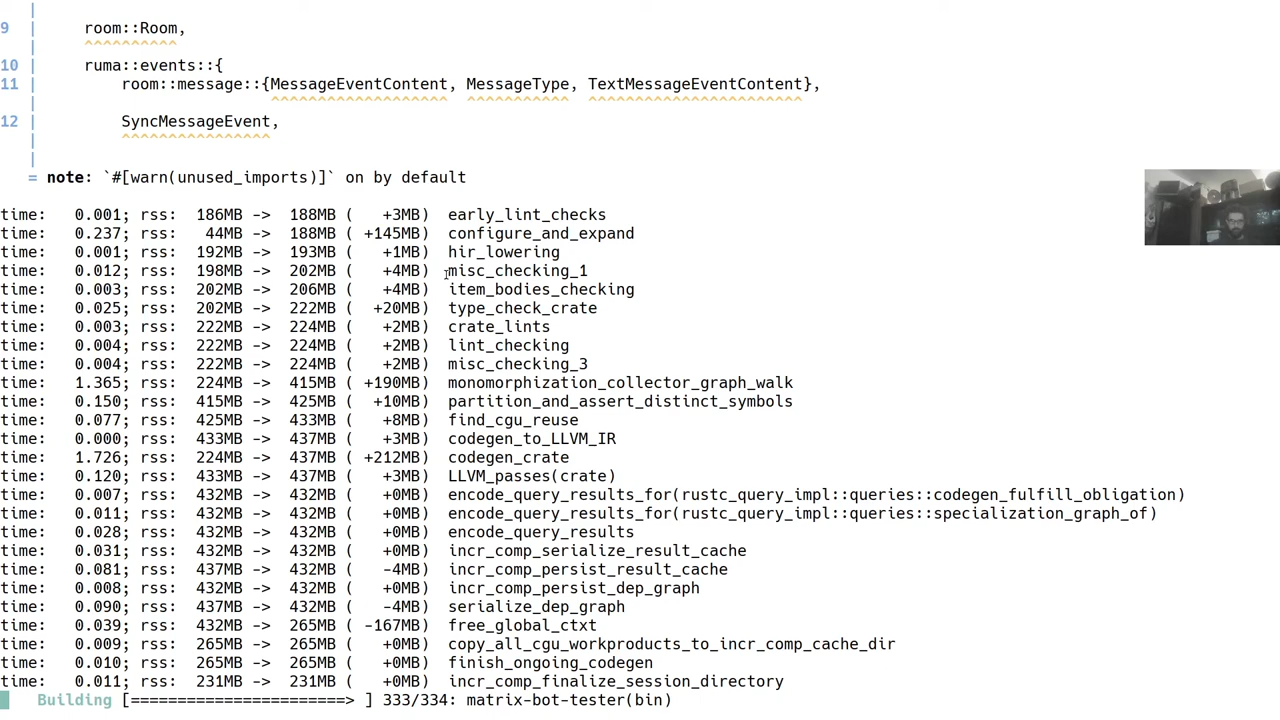 9 | room::Room,
^^^^^^^^^^
10 | ruma::events::{
11 | room::message::{MessageEventContent, MessageType, TextMessageEventContent},
^^^^^^^^^^^^^^^^^^^ ^^^^^^^^^^^ ^^^^^^^^^^^^^^^^^^^^^^^
12 | SyncMessageEvent,
^^^^^^^^^^^^^^^^
= note: `#[warn(unused_imports)]` on by default
time: 0.001; rss: 186MB -> 188MB ( +3MB) early_lint_checks
time: 0.237; rss: 44MB -> 188MB ( +145MB) configure_and_expand
time: 0.001; rss: 192MB -> 193MB ( +1MB) hir_lowering
time: 0.012; rss: 198MB -> 202MB ( +4MB) misc_checking_1
time: 0.003; rss: 202MB -> 206MB ( +4MB) item_bodies_checking
time: 0.025; rss: 202MB -> 222MB ( +20MB) type_check_crate
time: 0.003; rss: 222MB -> 224MB ( +2MB) crate_lints
time: 0.004; rss: 222MB -> 224MB ( +2MB) lint_checking
time: 0.004; rss: 222MB -> 224MB ( +2MB) misc_checking_3
time: 1.365; rss: 224MB -> 415MB ( +190MB) monomorphization_collector_graph_walk
time: 0.150; rss: 415MB -> 425MB ( +10MB) partition_and_assert_distinct_symbols
time: 0.077; rss: 425MB -> 433MB ( +8MB) find_cgu_reuse
time: 0.000; rss: 433MB -> 437MB ( +3MB) codegen_to_LLVM_IR
time: 1.726; rss: 224MB -> 437MB ( +212MB) codegen_crate
time: 0.120; rss: 433MB -> 437MB ( +3MB) LLVM_passes(crate)
time: 0.007; rss: 432MB -> 432MB ( +0MB) encode_query_results_for(rustc_query_impl::queries::codegen_fulfill_obligation)
time: 0.011; rss: 432MB -> 432MB ( +0MB) encode_query_results_for(rustc_query_impl::queries::specialization_graph_of)
time: 0.028; rss: 432MB -> 432MB ( +0MB) encode_query_results
time: 0.031; rss: 432MB -> 432MB ( +0MB) incr_comp_serialize_result_cache
time: 0.081; rss: 437MB -> 432MB ( -4MB) incr_comp_persist_result_cache
time: 0.008; rss: 432MB -> 432MB ( +0MB) incr_comp_persist_dep_graph
time: 0.090; rss: 437MB -> 432MB ( -4MB) serialize_dep_graph
time: 0.039; rss: 432MB -> 265MB ( -167MB) free_global_ctxt
time: 0.009; rss: 265MB -> 265MB ( +0MB) copy_all_cgu_workproducts_to_incr_comp_cache_dir
time: 0.010; rss: 265MB -> 265MB ( +0MB) finish_ongoing_codegen
time: 0.011; rss: 231MB -> 231MB ( +0MB) incr_comp_finalize_session_directory
Building [=======================> ] 333/334: matrix-bot-tester(bin)